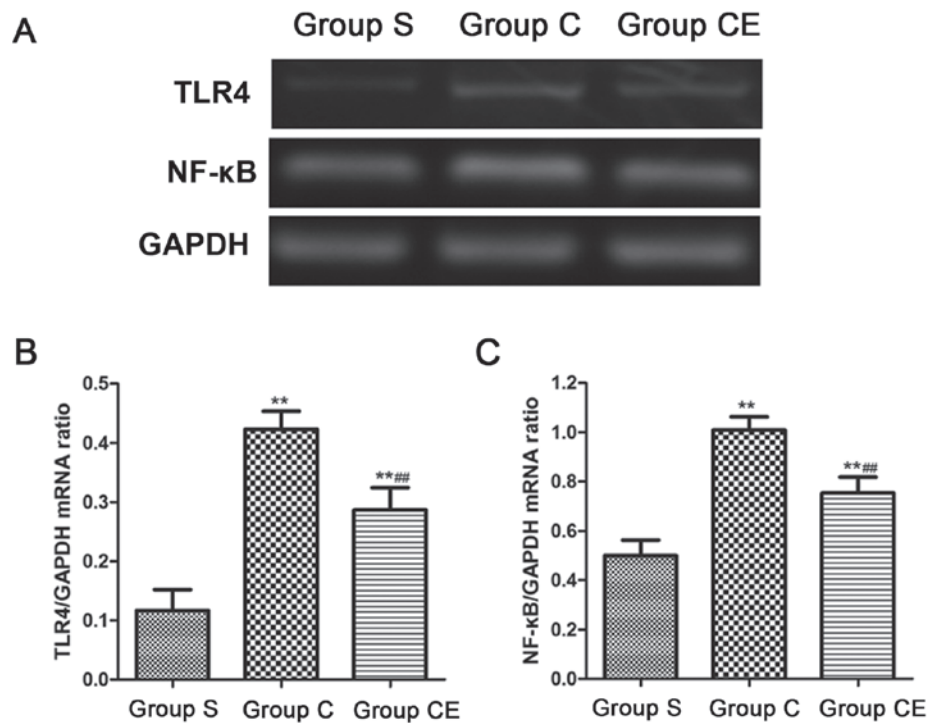 A
Group S Group C Group CE
TLR4
NF-κB
GAPDH
B
TLR4/GAPDH mRNA ratio
0.5
0.4
0.3
0.2
0.1
0.0
**
**##
Group S Group C Group CE
C
NF-κB/GAPDH mRNA ratio
1.2
1.0
0.8
0.6
0.4
0.2
0.0
**
**##
Group S Group C Group CE